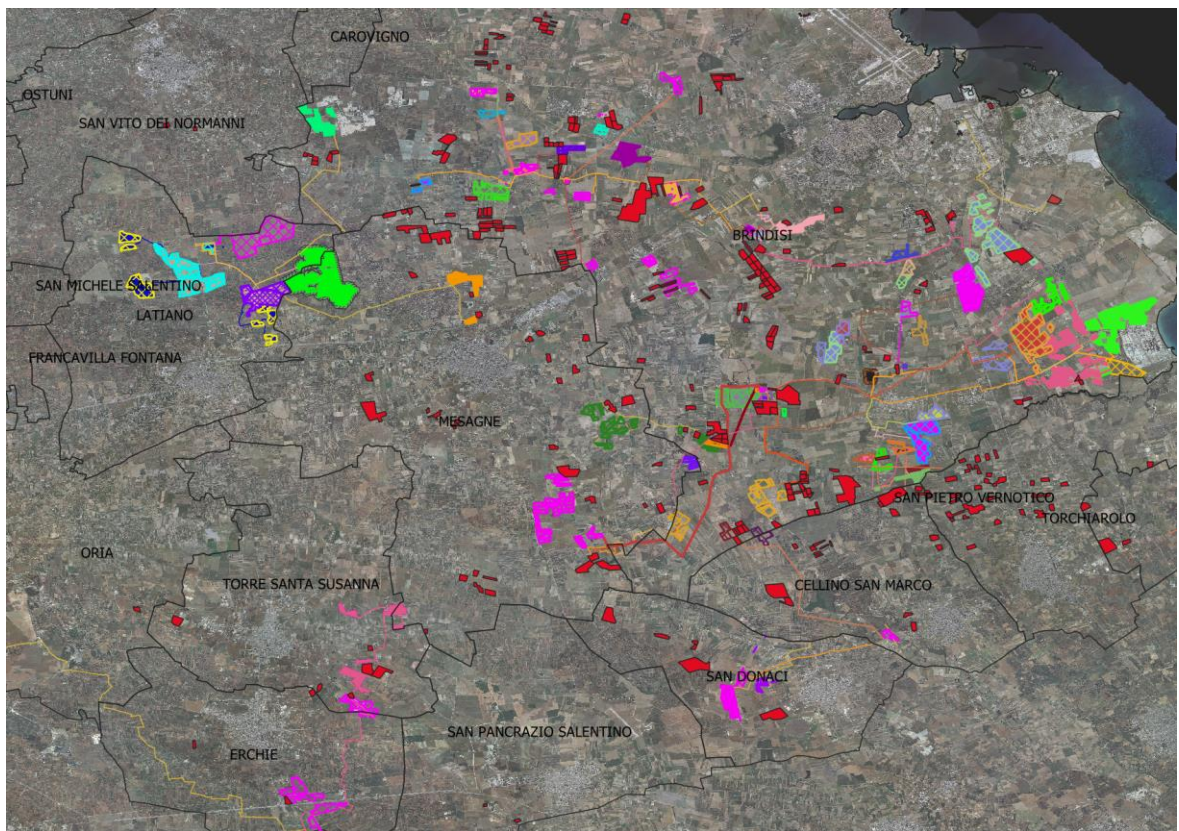 CAROVIGNO
OSTUNI
SAN VITO DEI NORMANNI
BRINDISI
SAN MICHELE SALENTINO
LATIANO
FRANCAVILLA FONTANA
MESAGNE
SAN PIETRO VERNOTICO
TORCHIAROLO
ORIA
TORRE SANTA SUSANNA
CELLINO SAN MARCO
SAN DONACI
SAN PANCRAZIO SALENTINO
ERCHIE